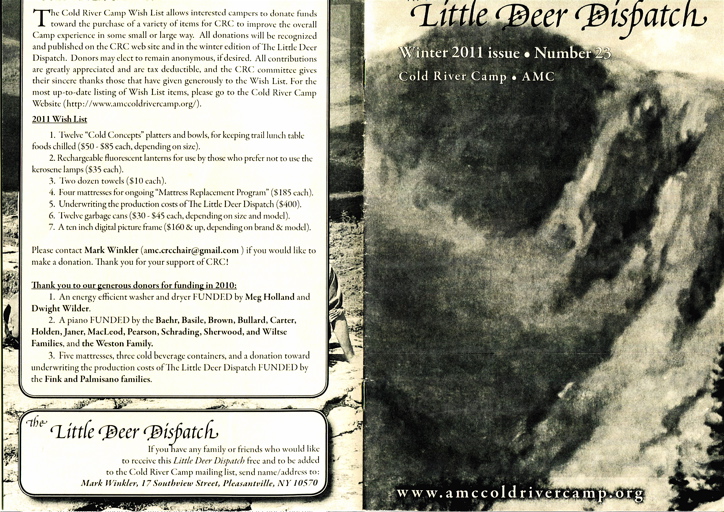 The Cold River Camp Wish List allows interested campers to donate funds
toward the purchase of a variety of items for CRC to improve the overall
Camp experience in some small or large way. All donations will be recognized
and published on the CRC web site and in the winter edition of The Little Deer
Dispatch. Donors may elect to remain anonymous, if desired. All contributions
are greatly appreciated and are tax deductible, and the CRC committee gives
their sincere thanks those that have given generously to the Wish List. For the
most up-to-date listing of Wish List items, please go to the Cold River Camp
Website (http://www.amccoldrivercamp.org/).
2011 Wish List
1. Twelve "Cold Concepts" platters and bowls, for keeping trail lunch table
foods chilled ($50 - $85 each, depending on size).
2. Rechargeable fluorescent lanterns for use by those who prefer not to use the
kerosene lamps ($35 each).
3. Two dozen towels ($10 each).
4. Four mattresses for ongoing "Mattress Replacement Program" ($185 each).
5. Underwriting the production costs of The Little Deer Dispatch ($400).
6. Twelve garbage cans ($30 - $45 each, depending on size and model).
7. A ten inch digital picture frame ($160 & up, depending on brand & model).
Please contact Mark Winkler (amc.crcchair@gmail.com ) if you would like to
make a donation. Thank you for your support of CRC!
Thank you to our generous donors for funding in 2010:
1. An energy efficient washer and dryer FUNDED by Meg Holland and
Dwight Wilder.
2. A piano FUNDED by the Baehr, Basile, Brown, Bullard, Carter,
Holden, Janer, MacLeod, Pearson, Schrading, Sherwood, and Wiltse
Families, and the Weston Family.
3. Five mattresses, three cold beverage containers, and a donation toward
underwriting the production costs of The Little Deer Dispatch FUNDED by
the Fink and Palmisano families.
The Little Deer Dispatch
If you have any family or friends who would like
to receive this Little Deer Dispatch free and to be added
to the Cold River Camp mailing list, send name/address to:
Mark Winkler, 17 Southview Street, Pleasantville, NY 10570
Little Deer Dispatch
Winter 2011 issue • Number 23
Cold River Camp • AMC
www.amccoldrivercamp.org